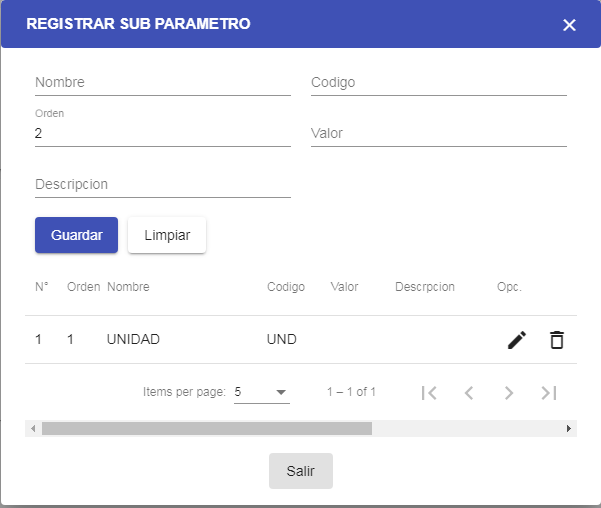 REGISTRAR SUB PARAMETRO
Nombre Codigo
Orden
2 Valor
Descripcion
Guardar Limpiar
N° Orden Nombre Codigo Valor Descrpcion Opc.
1 1 UNIDAD UND
Items per page: 5 1 – 1 of 1
Salir